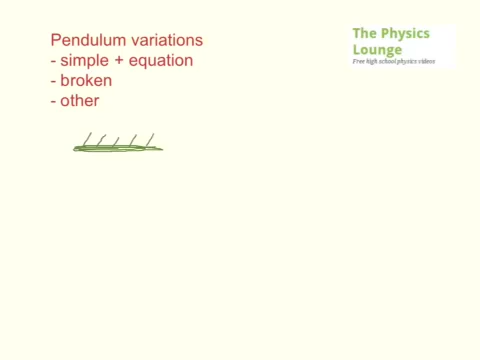 Pendulum variations
- simple + equation
- broken
- other
The Physics
Lounge
Free high school physics videos